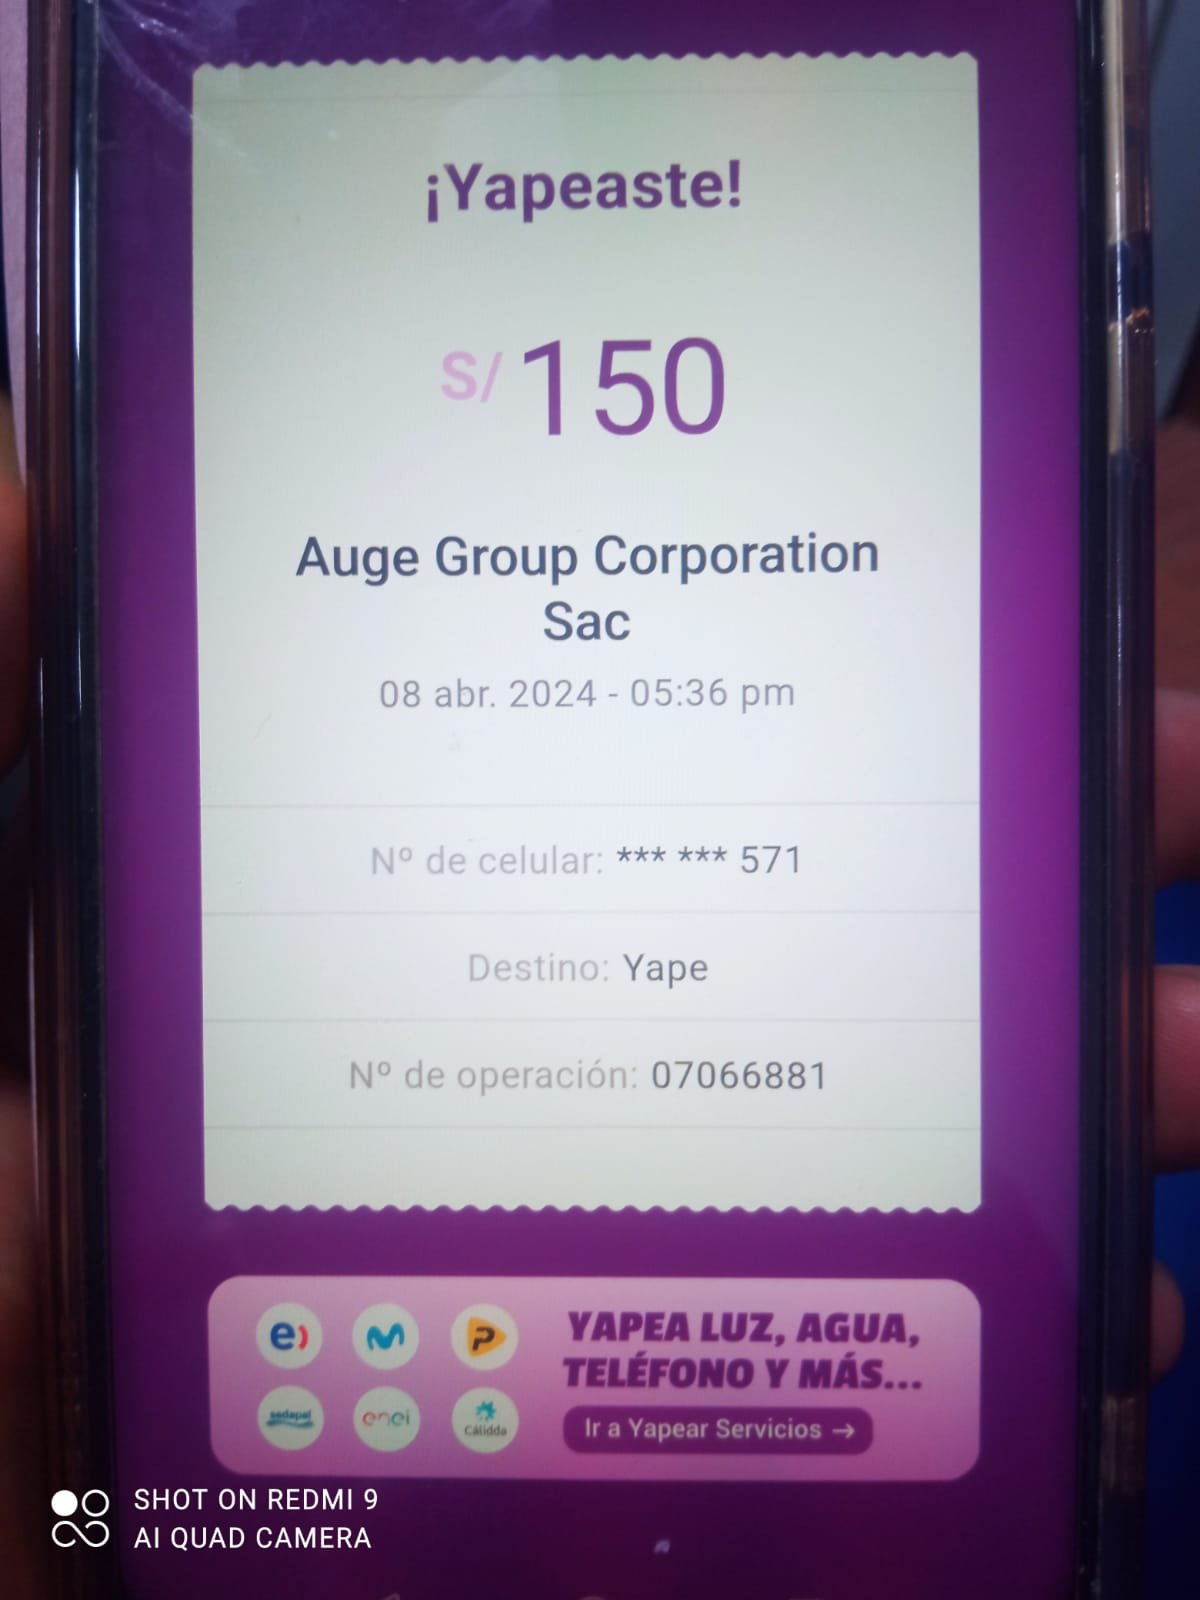 ¡Yapeaste!
S/ 150
Auge Group Corporation
Sac
08 abr. 2024 - 05:36 pm
Nº de celular: *** *** 571
Destino: Yape
Nº de operación: 07066881
e)
P
sedapal
enel
Cálidda
YAPEA LUZ, AGUA,
TELÉFONO Y MÁS...
Ir a Yapear Servicios →
SHOT ON REDMI 9
AI QUAD CAMERA